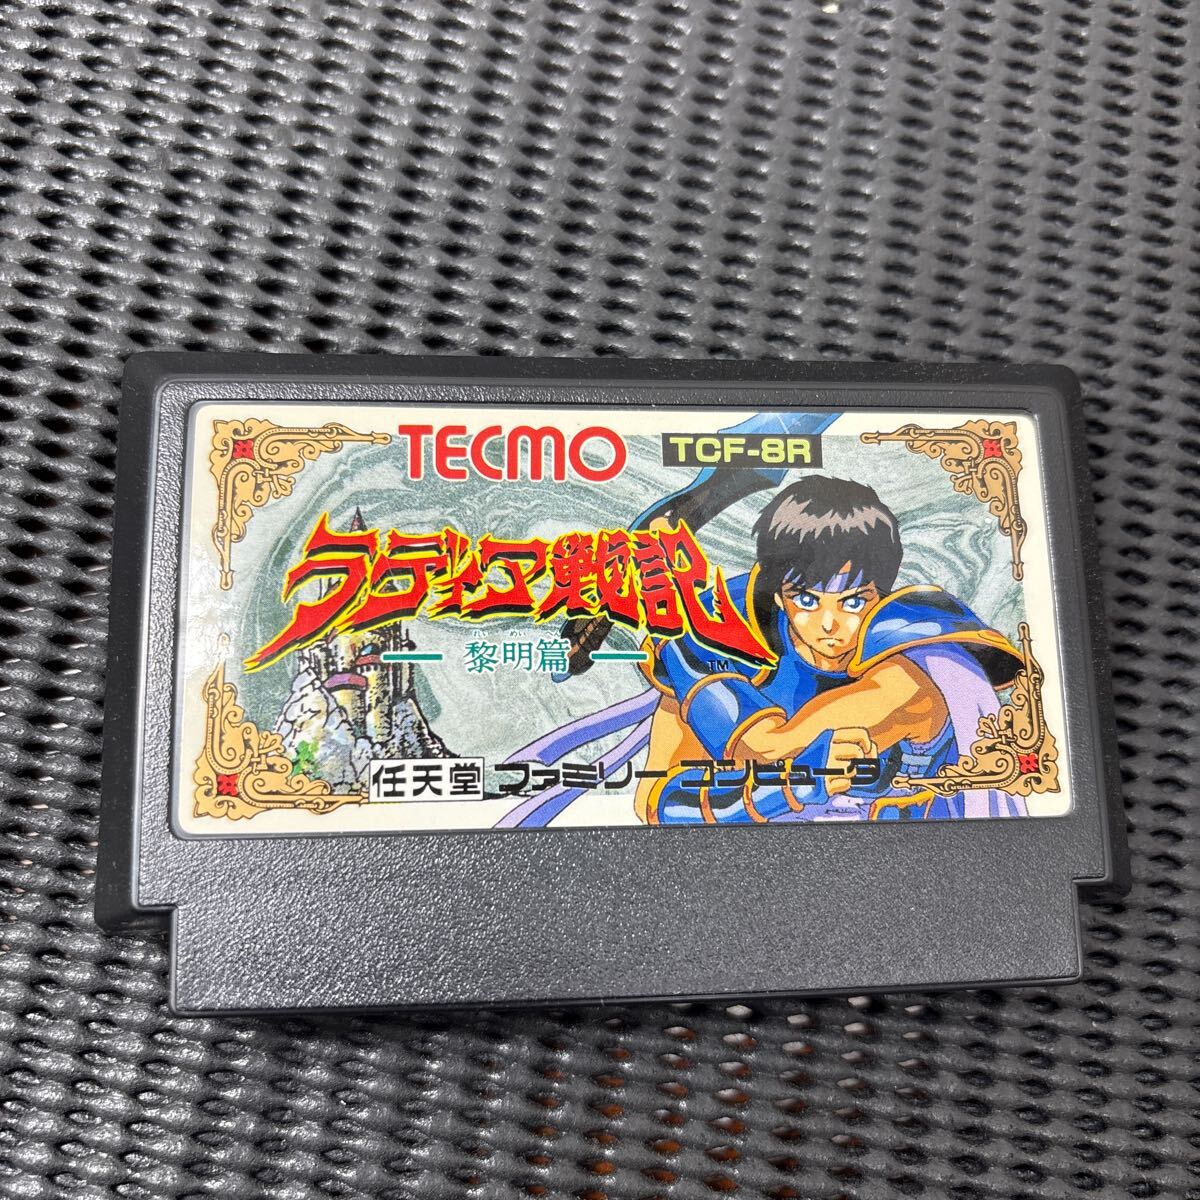 TECMO TCF-8R
ラディア戦記
れい めい
黎明篇
TM
任天堂 ファミリーコンピュータ